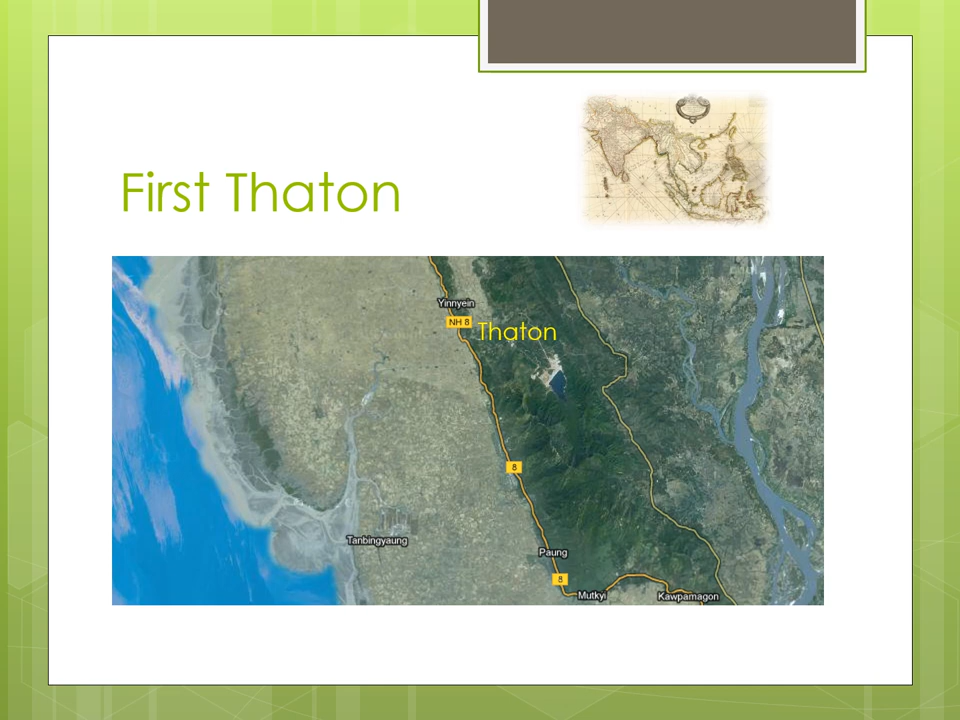 First Thaton
Yinnyein
NH 8
Thaton
8
Tanbingyaung
Paung
8
Mutkyi
Kawpamagon